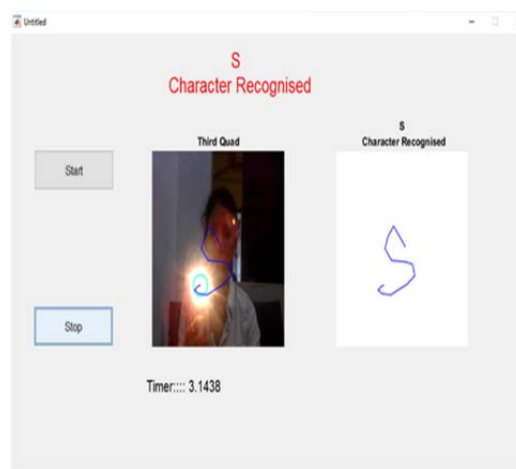 Untitled
S
Character Recognised
Third Quad
S
Character Recognised
Start
Stop
Timer:::: 3.1438